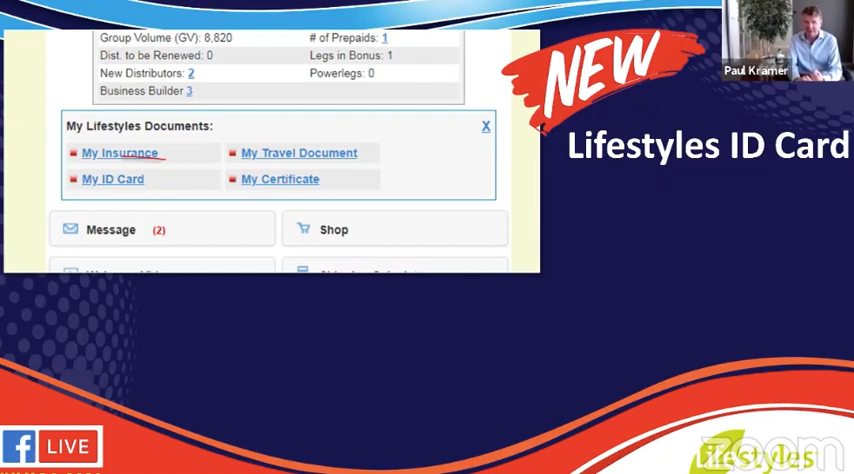 Group Volume (GV): 8,820
# of Prepaids: 1
Dist. to be Renewed: 0
Legs in Bonus: 1
New Distributors: 2
Powerlegs: 0
Business Builder 3
My Lifestyles Documents:
X
My Insurance
My Travel Document
My ID Card
My Certificate
Message (2)
Shop
NEW
Lifestyles ID Card
Paul Kramer
f LIVE
Lifestyles
zoom